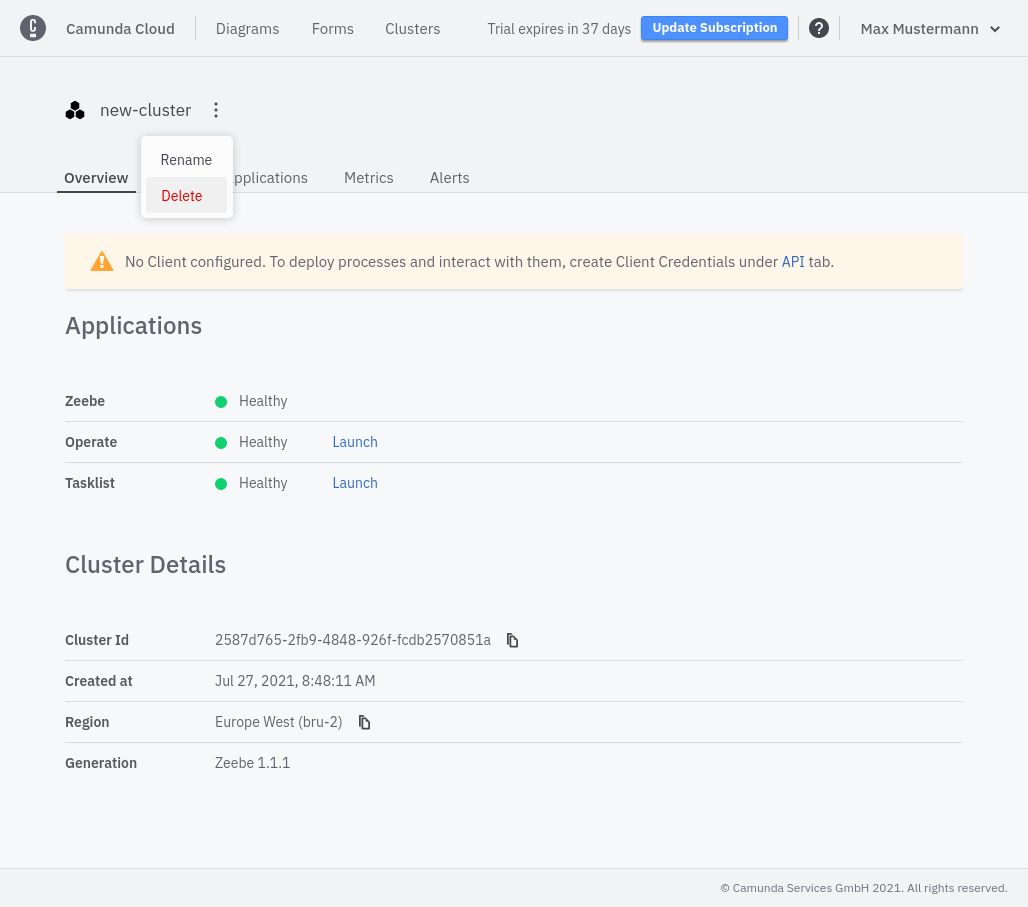 Camunda Cloud Diagrams Forms Clusters Trial expires in 37 days Update Subscription ? Max Mustermann
new-cluster
Rename
Delete
Overview pplications Metrics Alerts
No Client configured. To deploy processes and interact with them, create Client Credentials under API tab.
Applications
Zeebe Healthy
Operate Healthy Launch
Tasklist Healthy Launch
Cluster Details
Cluster Id 2587d765-2fb9-4848-926f-fcdb2570851a
Created at Jul 27, 2021, 8:48:11 AM
Region Europe West (bru-2)
Generation Zeebe 1.1.1
© Camunda Services GmbH 2021. All rights reserved.